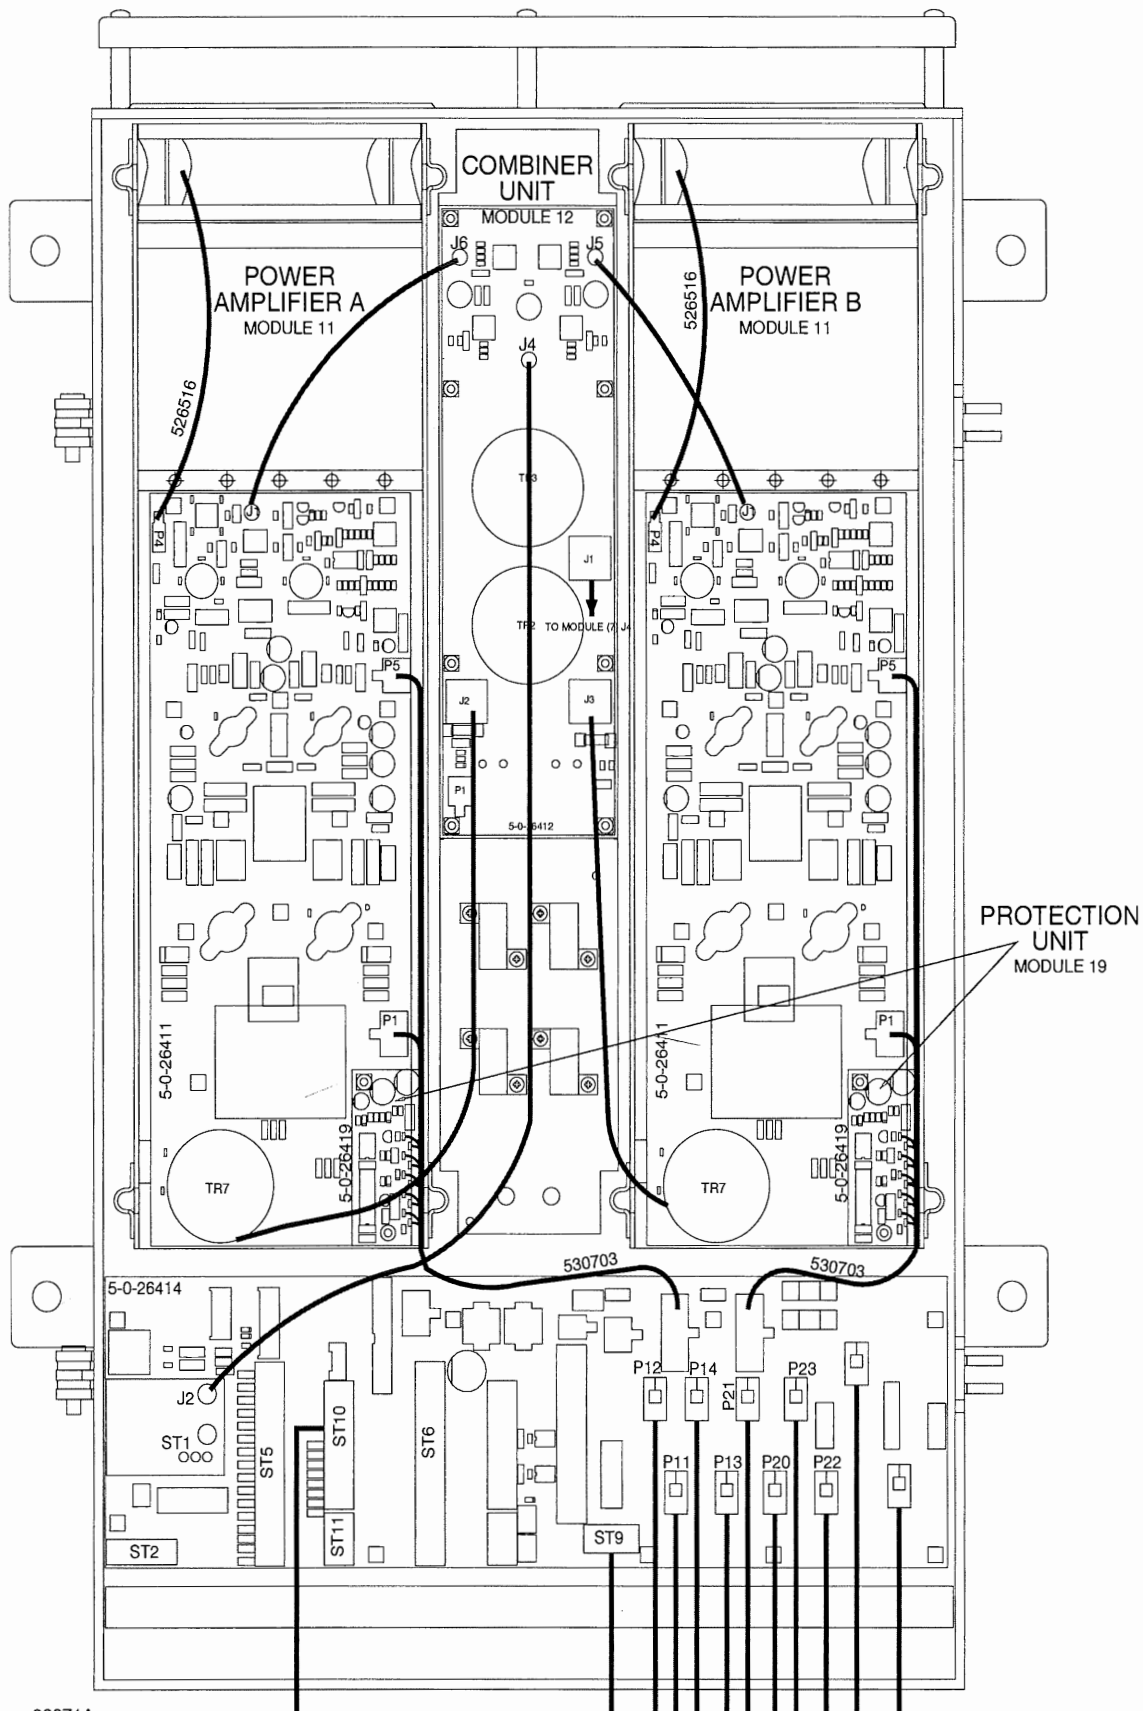 COMBINER
UNIT
MODULE 12
J6
J5
POWER
AMPLIFIER A
MODULE 11
POWER
AMPLIFIER B
MODULE 11
526516
J4
526516
TR3
P4
J1
P4
J1
J1
TR2
TO MODULE (7) J4
P5
P5
J2
J3
P1
5-0-26412
PROTECTION
UNIT
MODULE 19
P1
P1
5-0-26411
5-0-26411
5-0-26419
5-0-26419
TR7
TR7
530703
530703
5-0-26414
P12
P14
P21
P23
J2
ST1
ST5
ST10
ST6
P11
P13
P20
P22
ST2
ST11
ST9